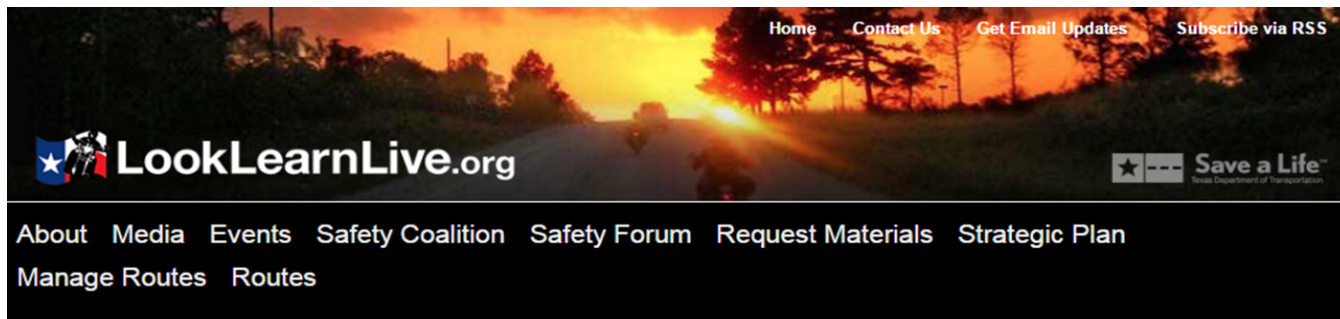 Home Contact Us Get Email Updates Subscribe via RSS
LookLearnLive.org
Save a Life™
Texas Department of Transportation
About Media Events Safety Coalition Safety Forum Request Materials Strategic Plan
Manage Routes Routes